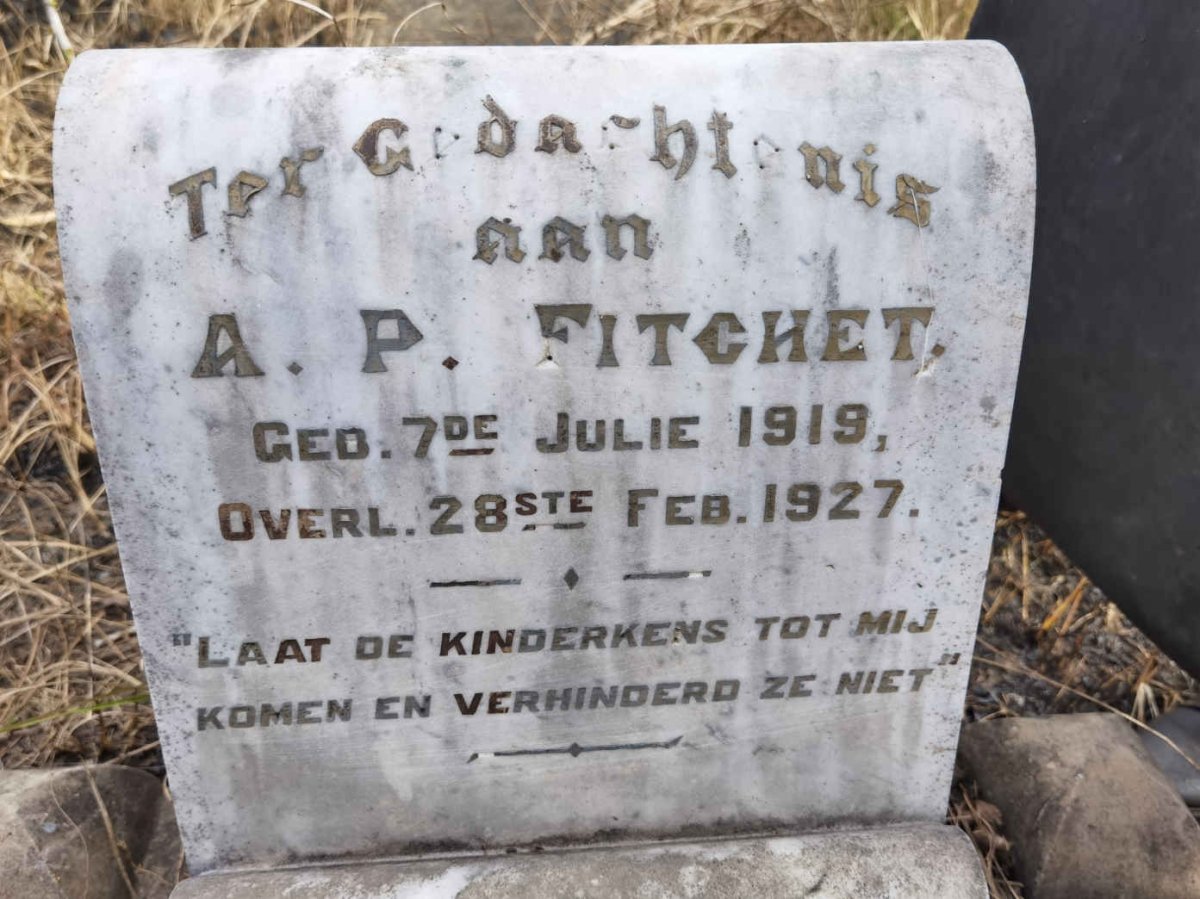 Ter Gedachtenis
aan
A. P. FITCHET.
GEB. 7DE JULIE 1919,
OVERL. 28STE FEB. 1927.
"LAAT DE KINDERKENS TOT MIJ
KOMEN EN VERHINDERD ZE NIET"